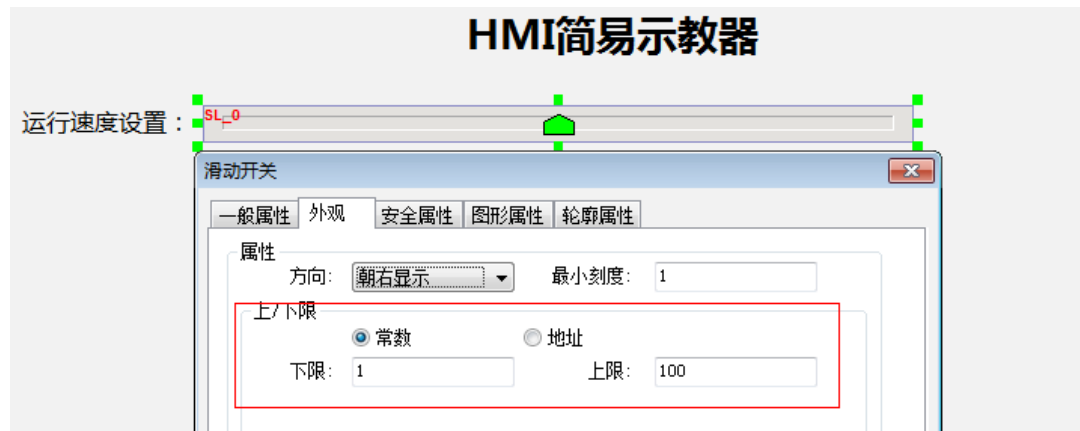 HMI简易示教器
运行速度设置：
SL_0
滑动开关
一般属性 外观 安全属性 图形属性 轮廓属性
属性
方向: 朝右显示 最小刻度: 1
上/下限
常数 地址
下限: 1 上限: 100